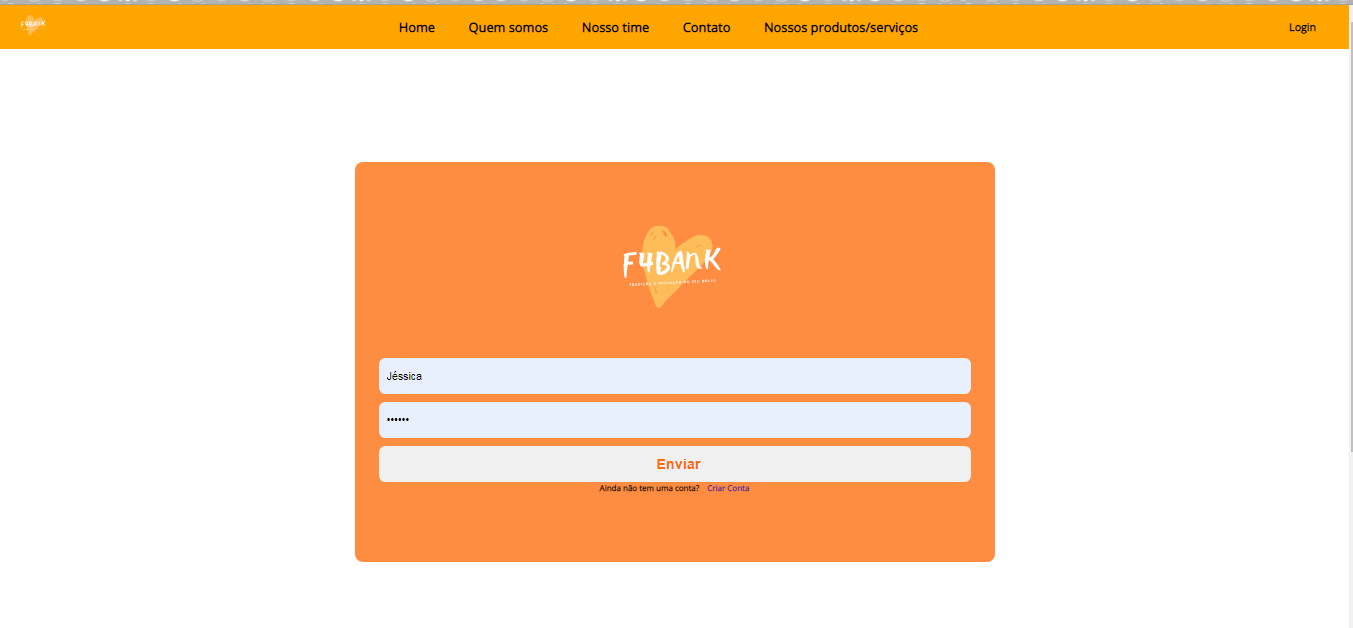 F4BANK
Home Quem somos Nosso time Contato Nossos produtos/serviços Login
F4BANK
Jéssica
••••••
Enviar
Ainda não tem uma conta? Criar Conta